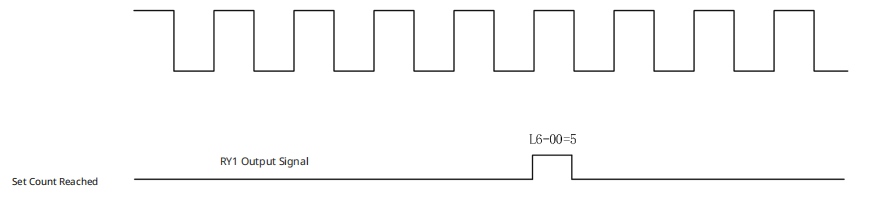 L6-00=5
RY1 Output Signal
Set Count Reached